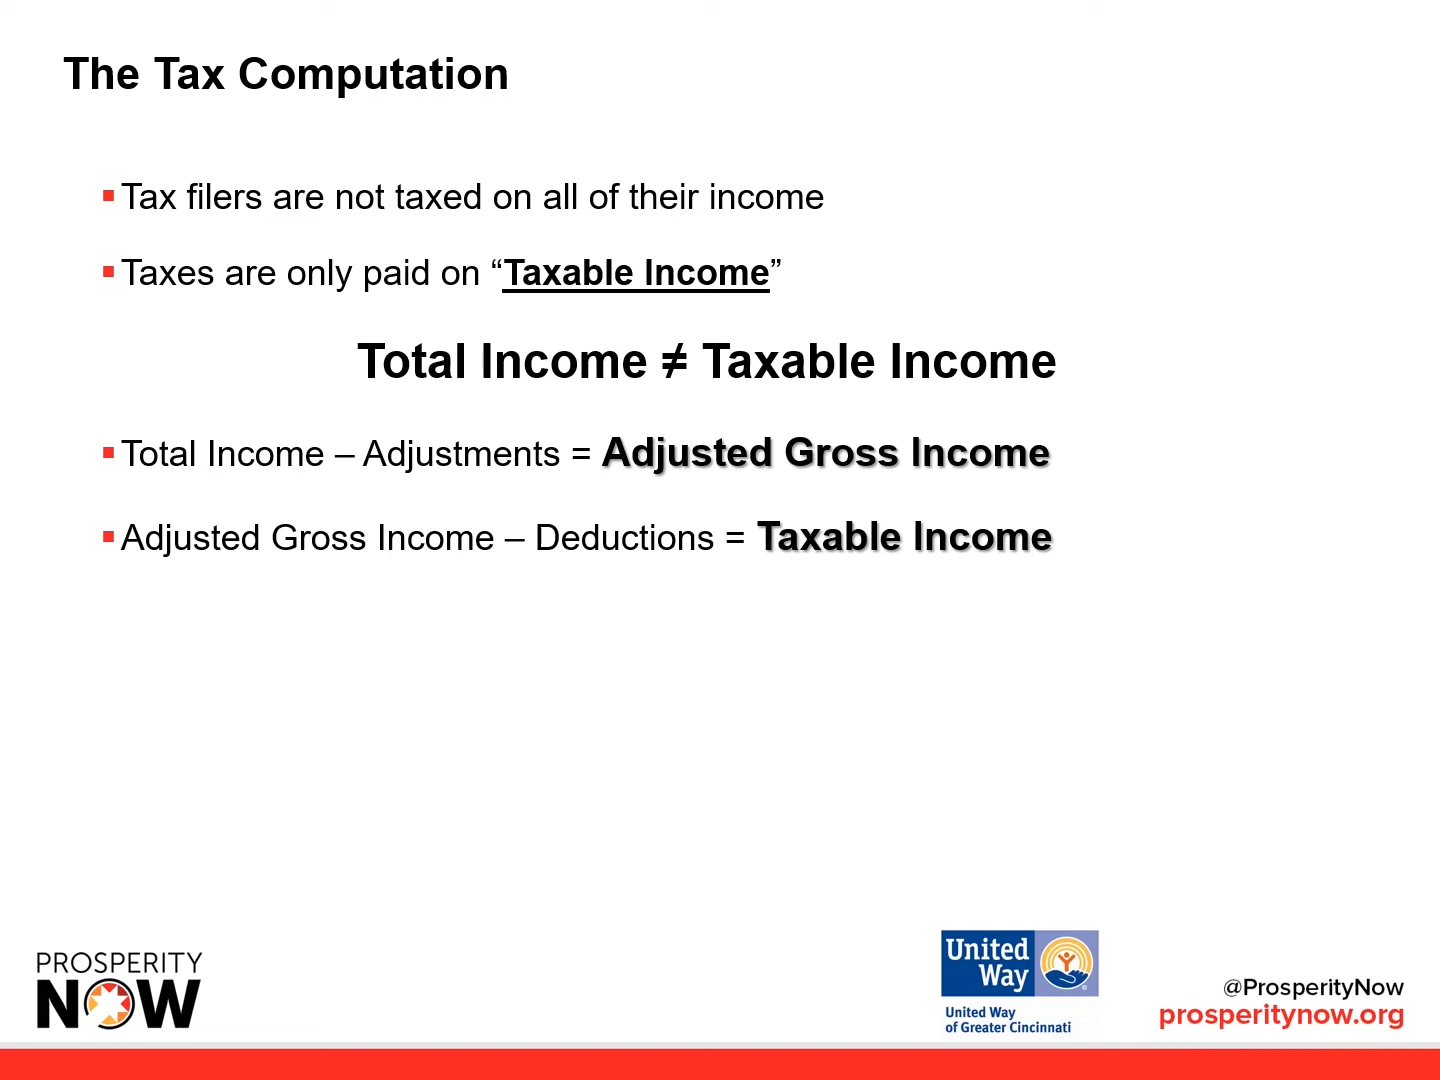 The Tax Computation
▪Tax filers are not taxed on all of their income
▪Taxes are only paid on “Taxable Income”
Total Income ≠ Taxable Income
▪Total Income – Adjustments = Adjusted Gross Income
▪Adjusted Gross Income – Deductions = Taxable Income
PROSPERITY
NOW
United
Way
®
United Way
of Greater Cincinnati
@ProsperityNow
prosperitynow.org